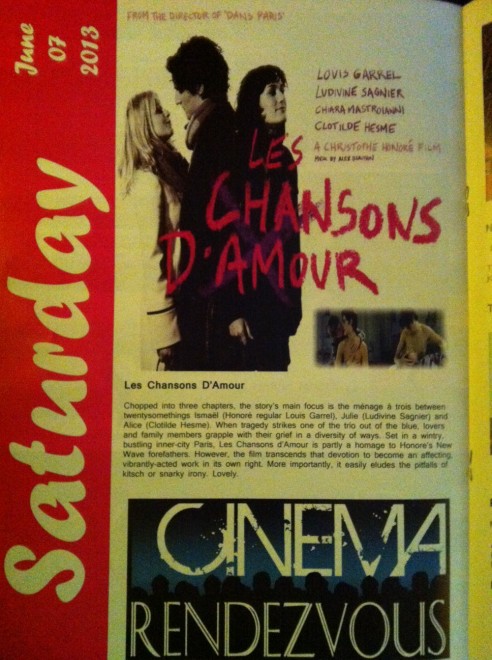 Saturday
June
07
2013
FROM THE DIRECTOR OF 'DANS PARIS'
LOUIS GARREL
LUDIVINE SAGNIER
CHIARA MASTROIANNI
CLOTILDE HESME
A CHRISTOPHE HONORÉ FILM
LES
CHANSONS
D'AMOUR
Les Chansons D'Amour
Chopped into three chapters, the story's main focus is the ménage à trois between
twentysomethings Ismaël (Honoré regular Louis Garrel), Julie (Ludivine Sagnier) and
Alice (Clotilde Hesme). When tragedy strikes one of the trio out of the blue, lovers
and family members grapple with their grief in a diversity of ways. Set in a wintry,
bustling inner-city Paris, Les Chansons d'Amour is partly a homage to Honore's New
Wave forefathers. However, the film transcends that devotion to become an affecting,
vibrantly-acted work in its own right. More importantly, it easily eludes the pitfalls of
kitsch or snarky irony. Lovely.
CINEMA
RENDEZVOUS